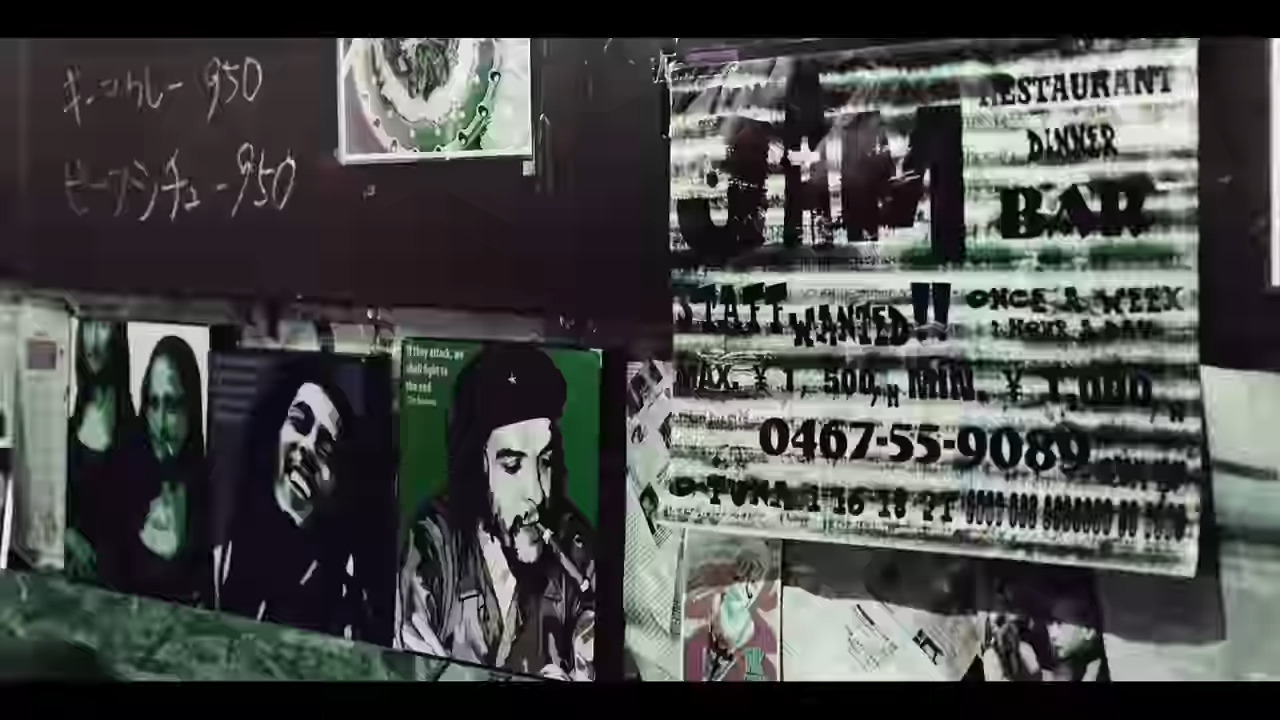 キーマカレー 950
ビーフシチュー 950
If they attack, we
shall fight to
the end
JAM
RESTAURANT
DINNER
BAR
STAFF WANTED!!
ONCE A WEEK
MAX. ¥1,500, MIN. ¥1,000,
0467-55-9089